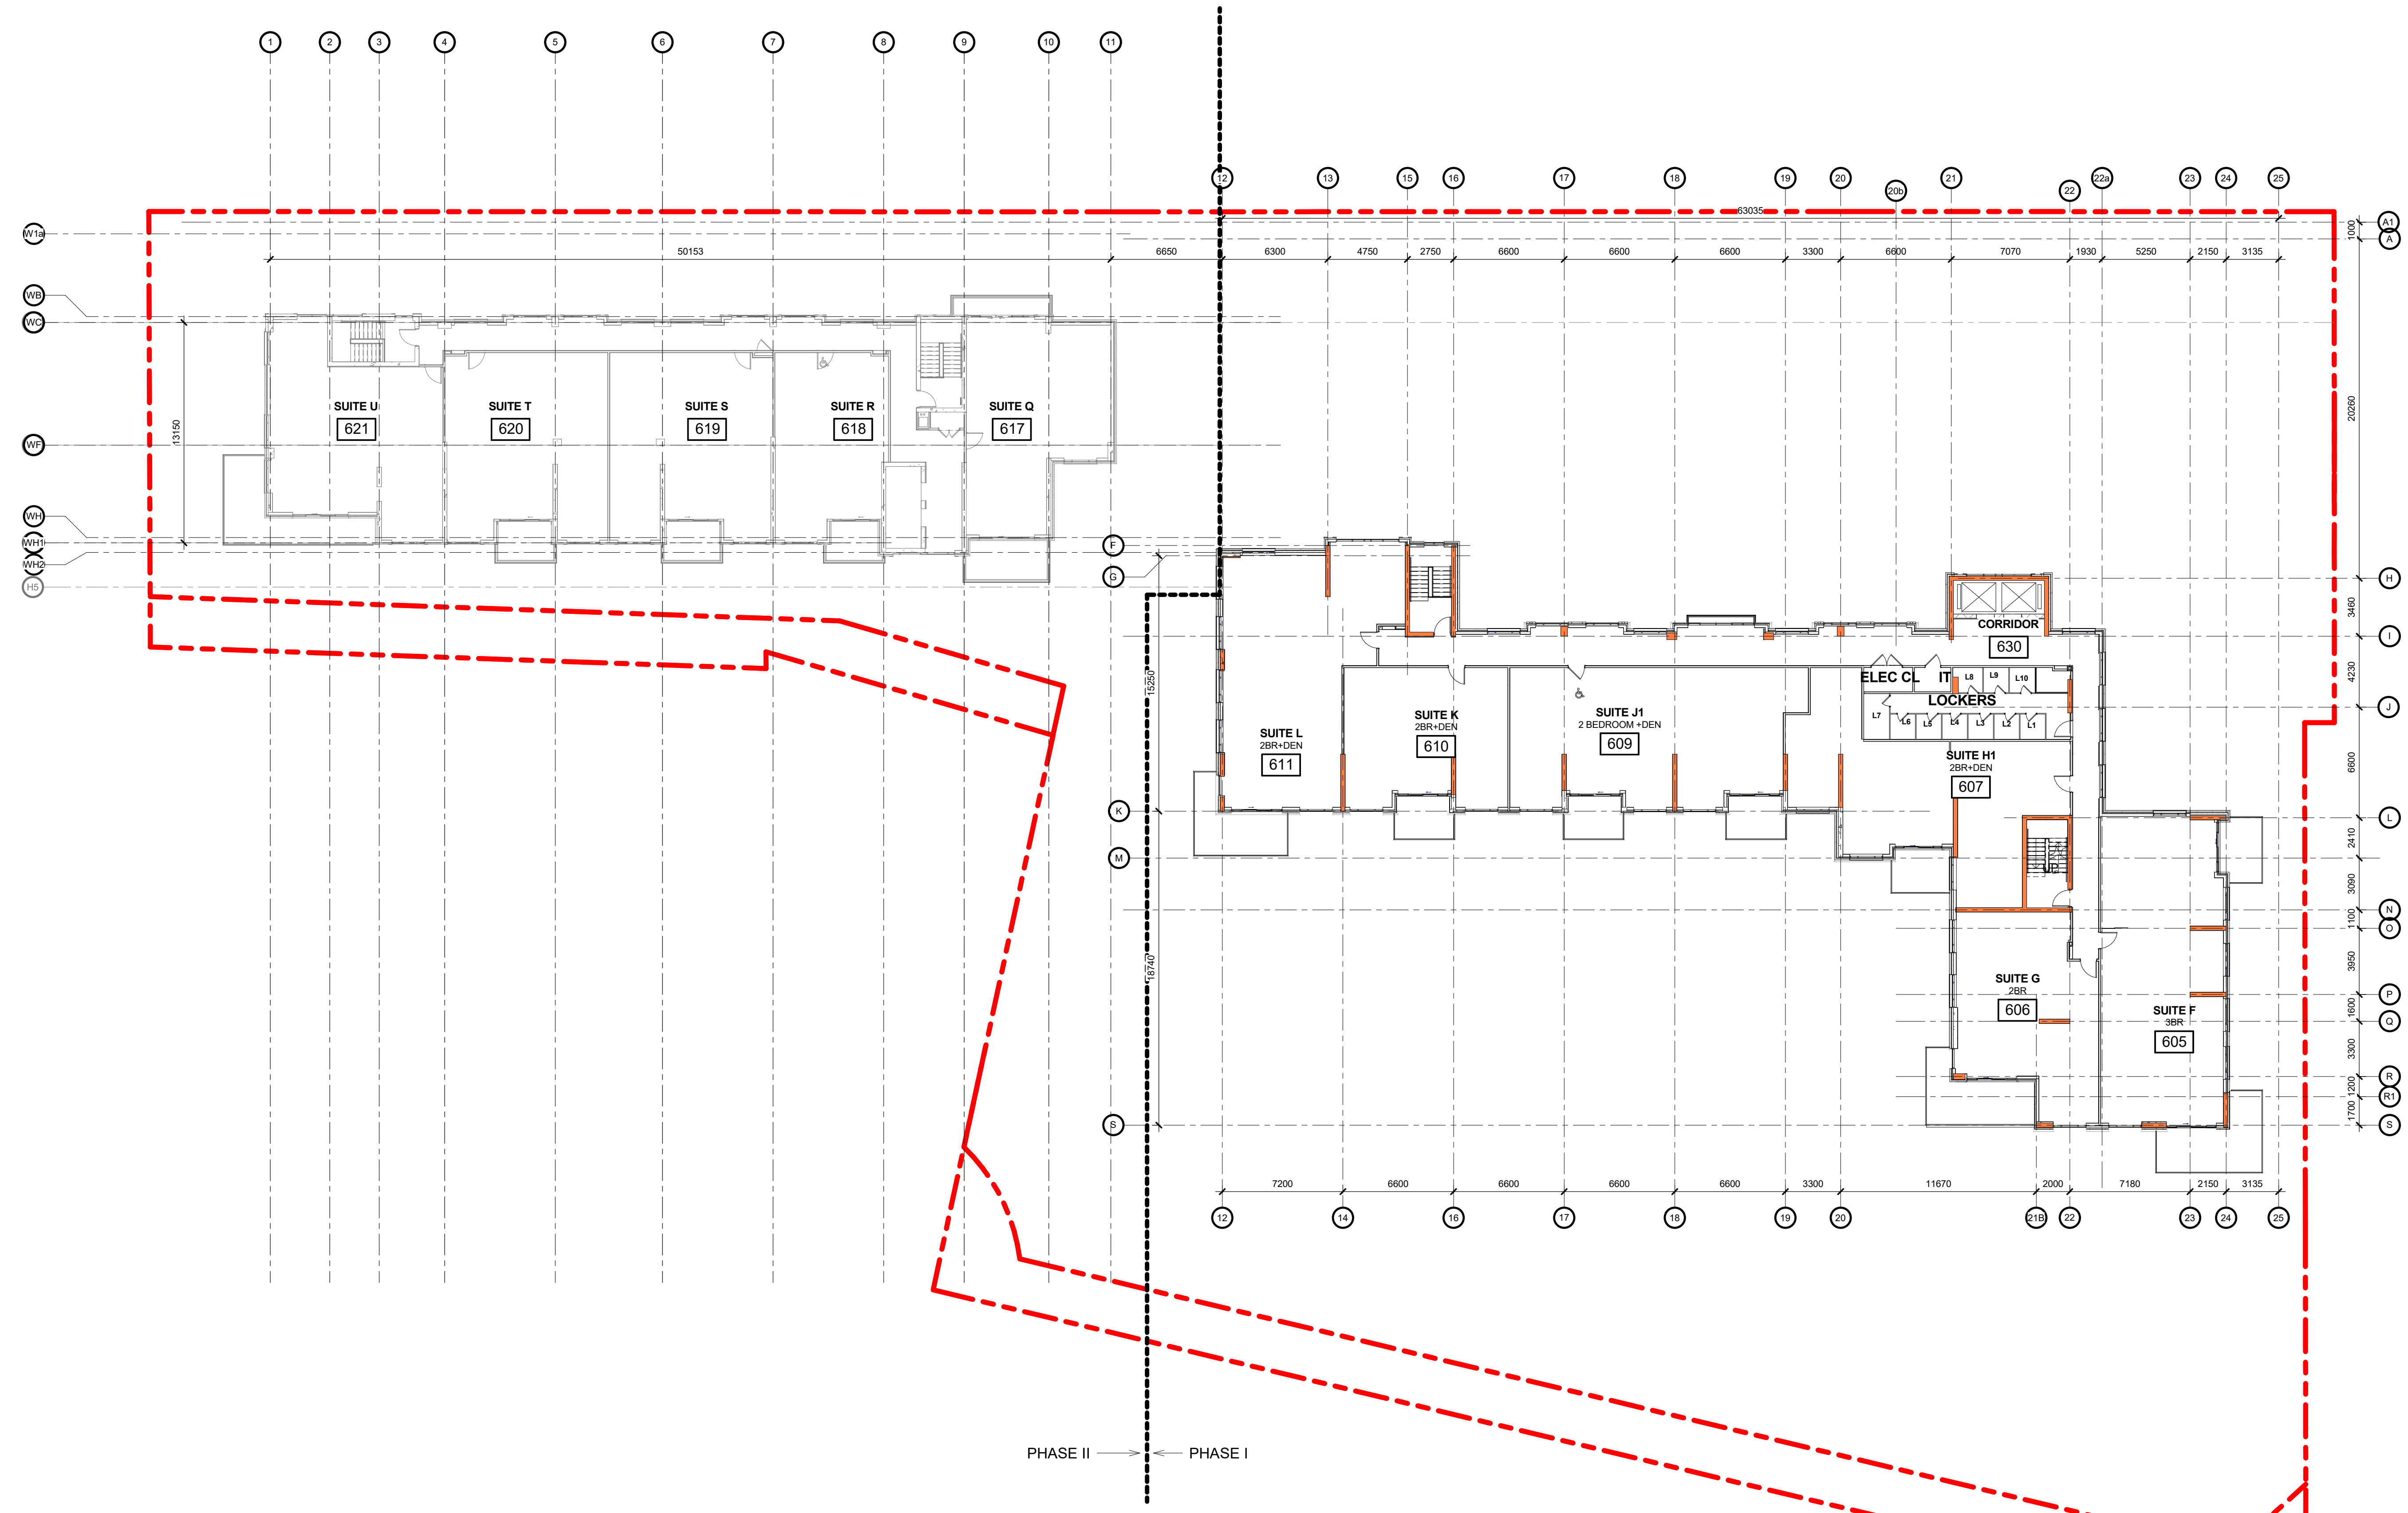 1 2 3 4 5 6 7 8 9 10 11
12 13 15 16 17 18 19 20 20b 21 22 22a 23 24 25
63035
A1
W1a
A
1000
50153 6650 6300 4750 2750 6600 6600 6600 3300 6600 7070 1930 5250 2150 3135
WB
WC
13150
20260
SUITE U SUITE T SUITE S SUITE R SUITE Q
621 620 619 618 617
WF
WH
WH1
WH2
H5
F
G
H
3460
CORRIDOR
630
I
4230
ELEC CL IT L8 L9 L10
LOCKERS
L7 L6 L5 L4 L3 L2 L1
J
15250
SUITE L
2BR+DEN
611
SUITE K
2BR+DEN
610
SUITE J1
2 BEDROOM +DEN
609
SUITE H1
2BR+DEN
607
6600
K
L
2410
M
UP
3090
N
1100
O
3950
18740
SUITE G
2BR
606
P
1600
Q
SUITE F
3BR
605
3300
R
1200
R1
1700
S S
7200 6600 6600 6600 6600 3300 11670 2000 7180 2150 3135
12 14 16 17 18 19 20 21B 22 23 24 25
PHASE II PHASE I